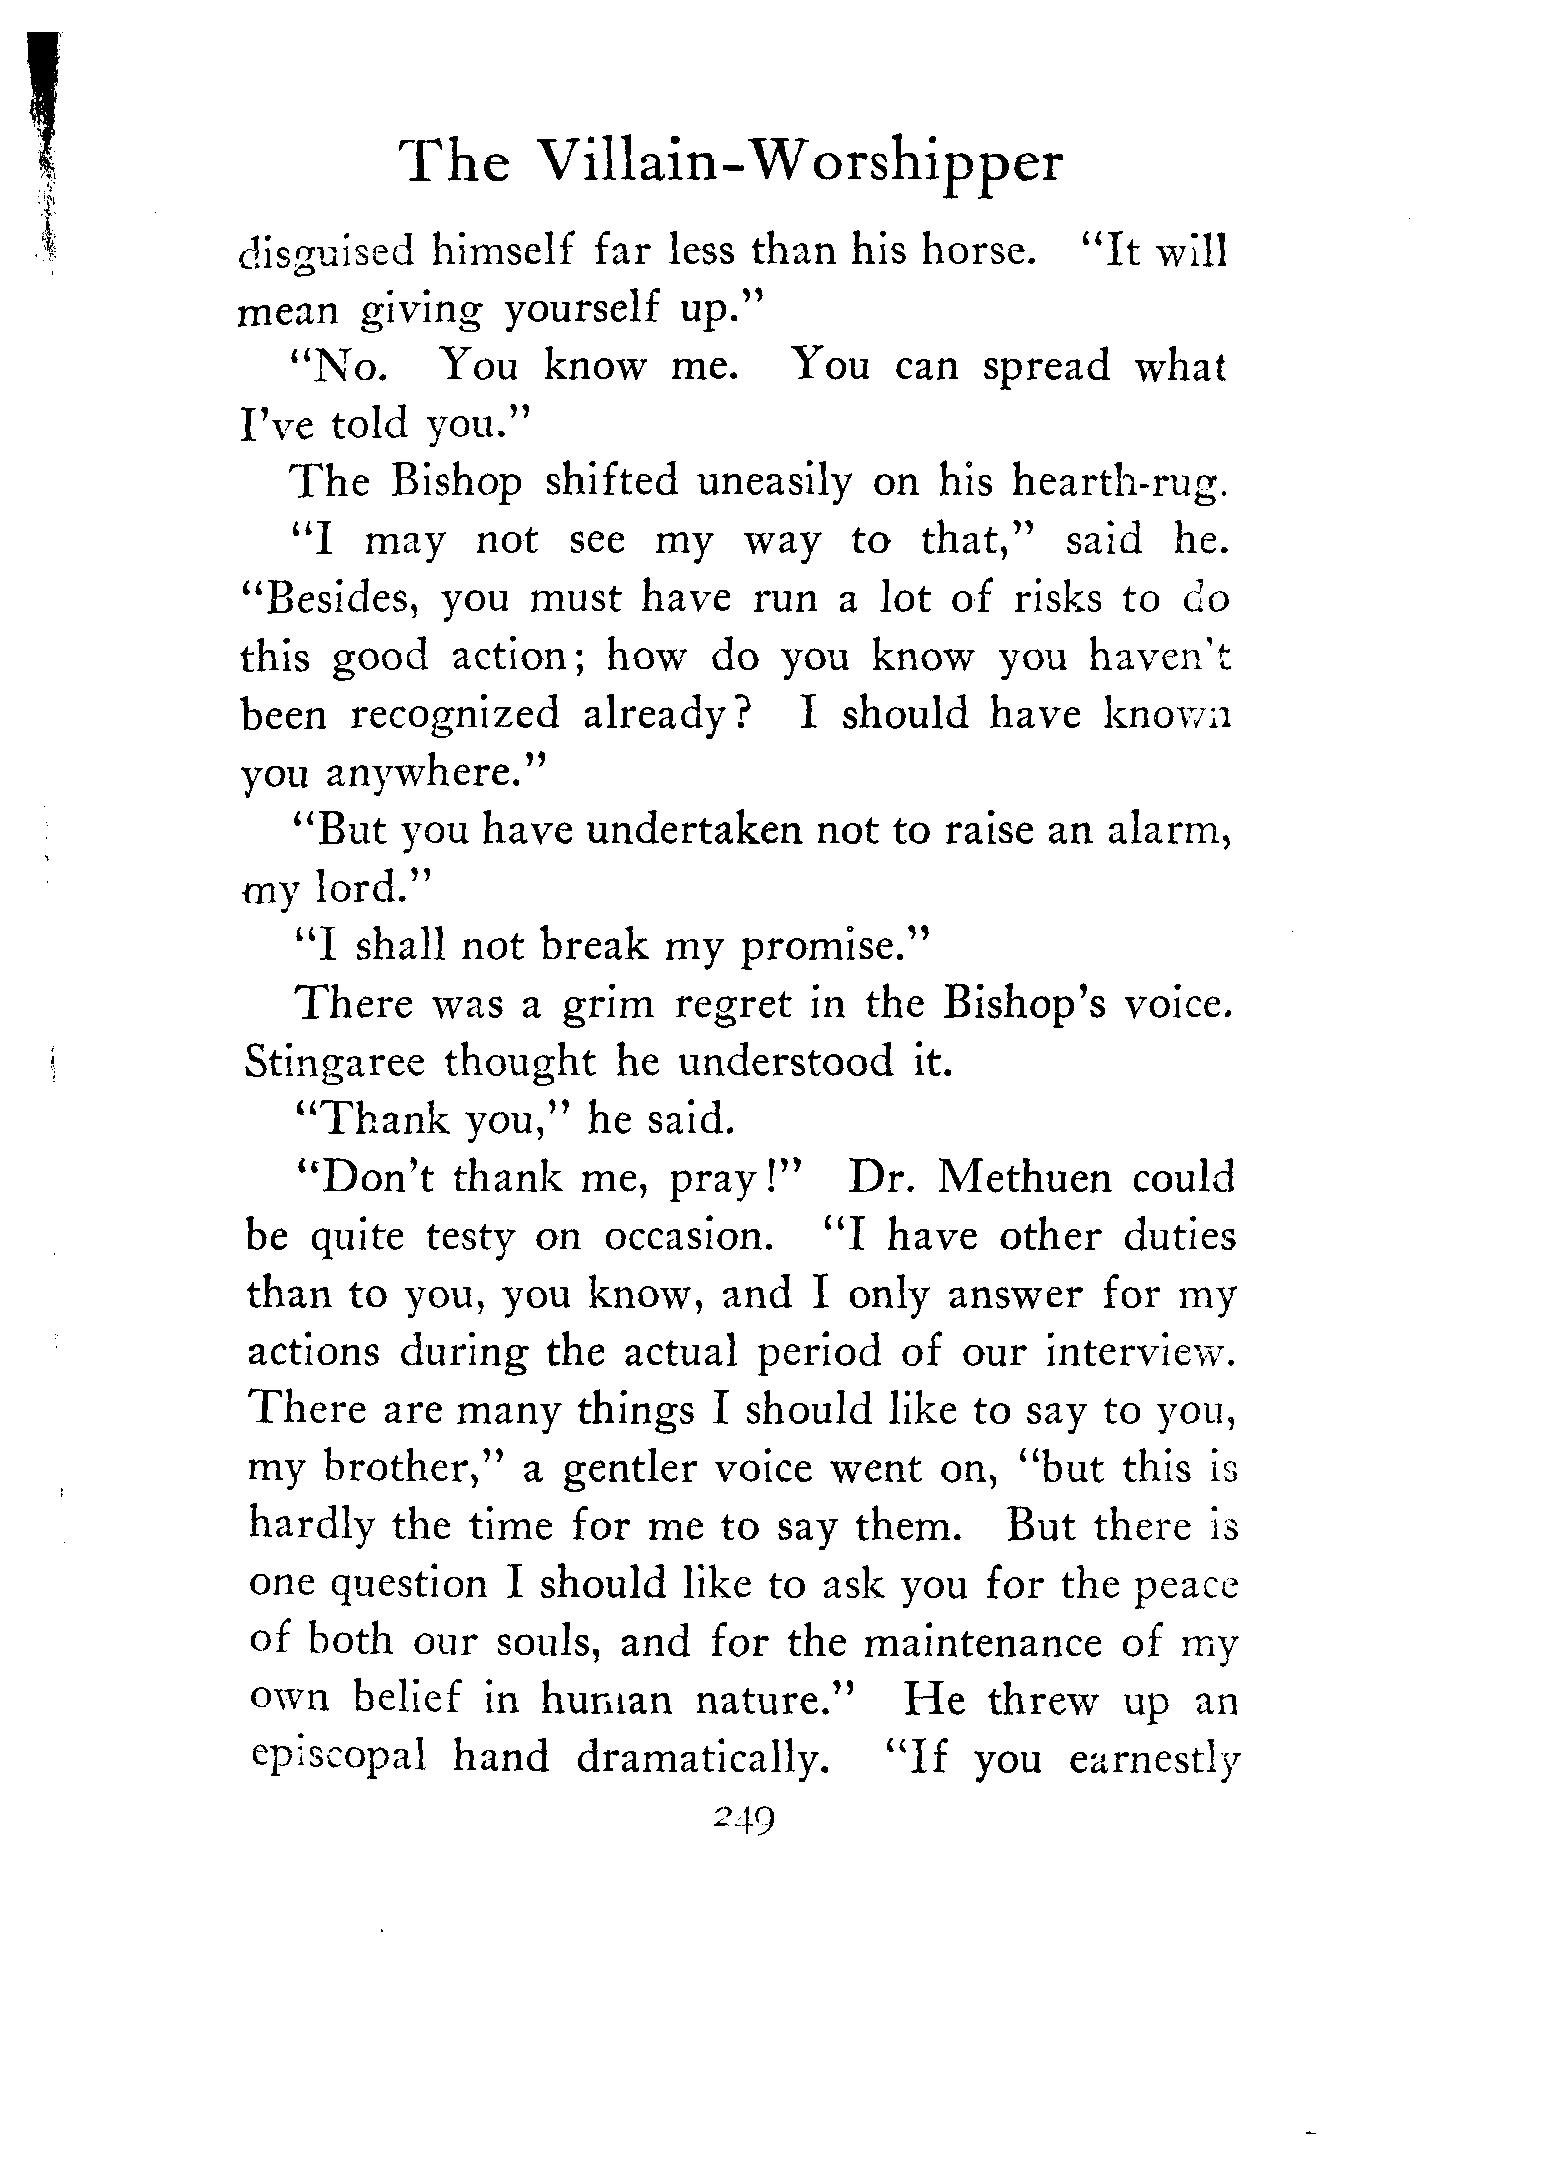 The Villain-Worshipper
disguised himself far less than his horse. "It will
mean giving yourself up."
"No. You know me. You can spread what
I've told you."
The Bishop shifted uneasily on his hearth-rug.
"I may not see my way to that," said he.
"Besides, you must have run a lot of risks to do
this good action; how do you know you haven't
been recognized already? I should have known
you anywhere."
"But you have undertaken not to raise an alarm,
my lord."
"I shall not break my promise."
There was a grim regret in the Bishop's voice.
Stingaree thought he understood it.
"Thank you," he said.
"Don't thank me, pray!" Dr. Methuen could
be quite testy on occasion. "I have other duties
than to you, you know, and I only answer for my
actions during the actual period of our interview.
There are many things I should like to say to you,
my brother," a gentler voice went on, "but this is
hardly the time for me to say them. But there is
one question I should like to ask you for the peace
of both our souls, and for the maintenance of my
own belief in human nature." He threw up an
episcopal hand dramatically. "If you earnestly
249